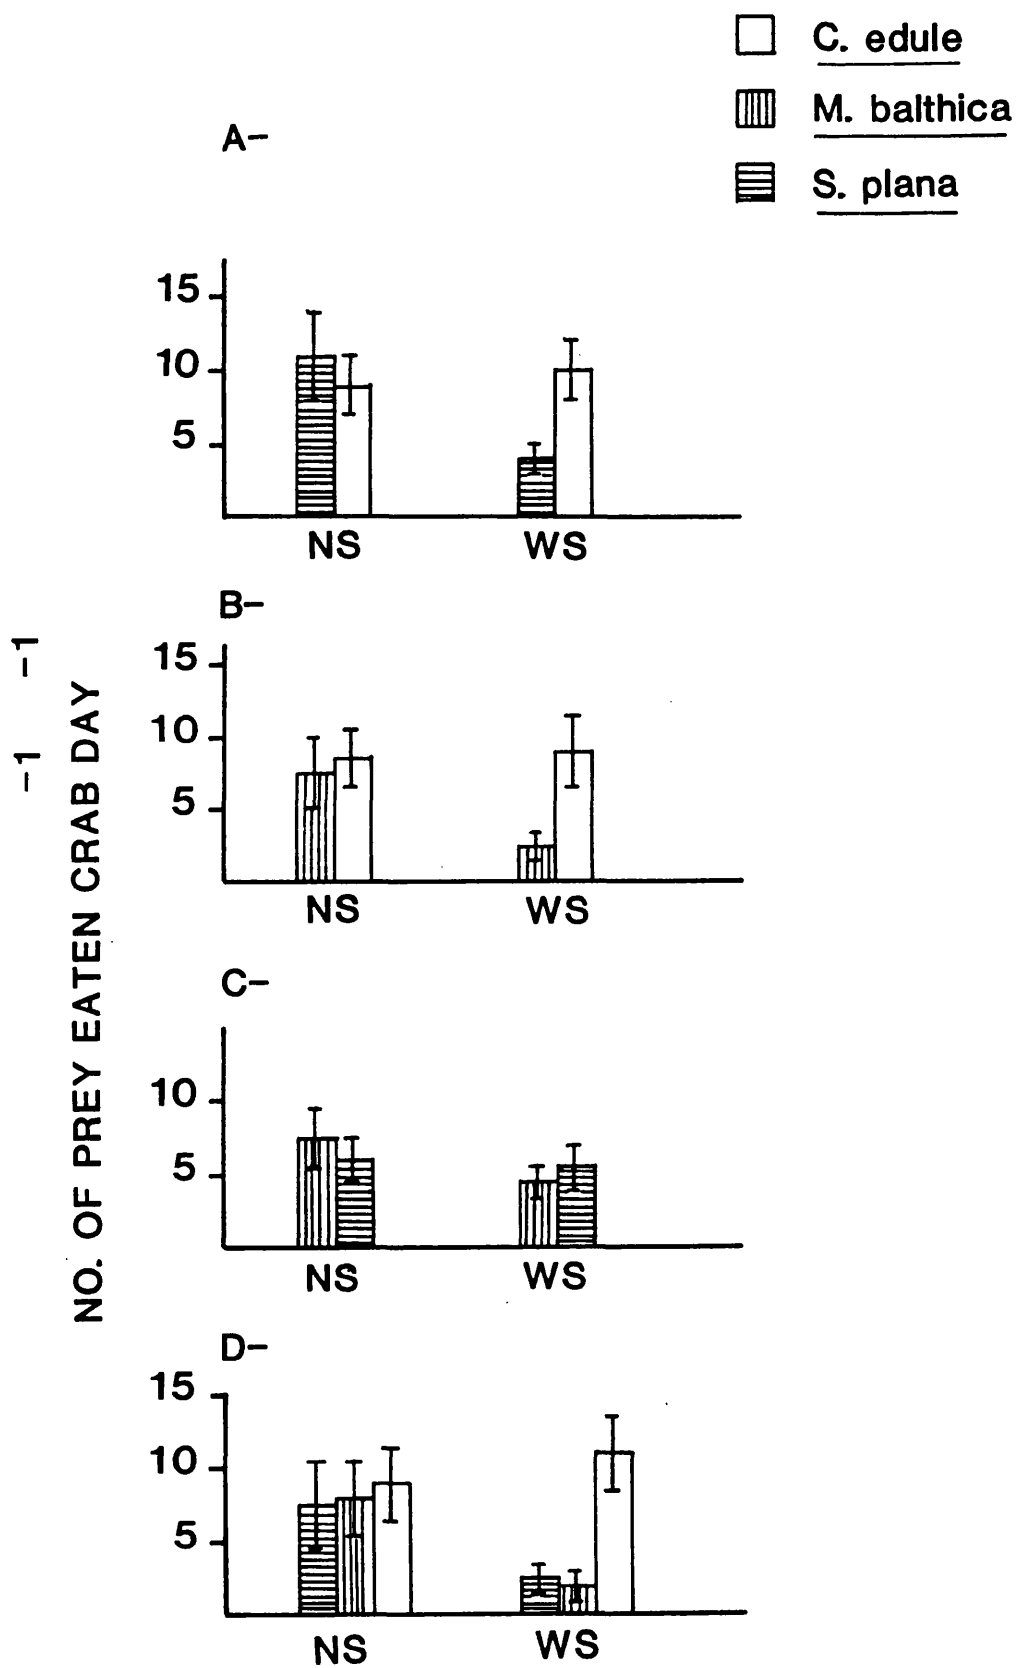 C. edule
M. balthica
S. plana
A-
15
10
5
NS WS
B-
15
10
5
NS WS
C-
10
5
NS WS
D-
15
10
5
NS WS
NO. OF PREY EATEN CRAB -1 DAY -1